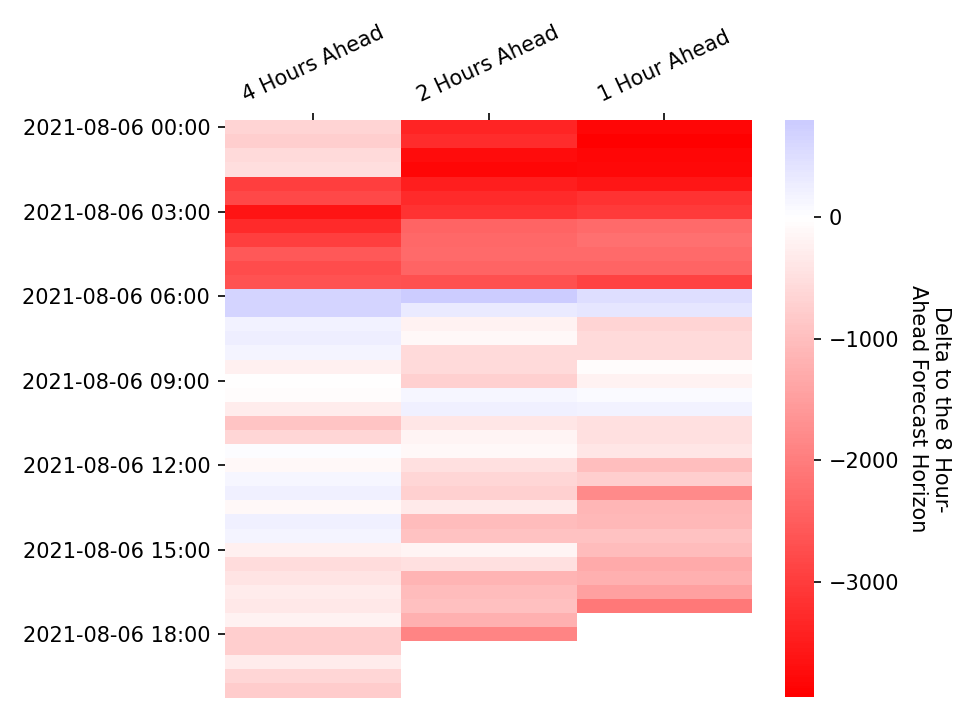 4 Hours Ahead
2 Hours Ahead
1 Hour Ahead
2021-08-06 00:00
2021-08-06 03:00
2021-08-06 06:00
2021-08-06 09:00
2021-08-06 12:00
2021-08-06 15:00
2021-08-06 18:00
0
−1000
−2000
−3000
Delta to the 8 Hour-
Ahead Forecast Horizon